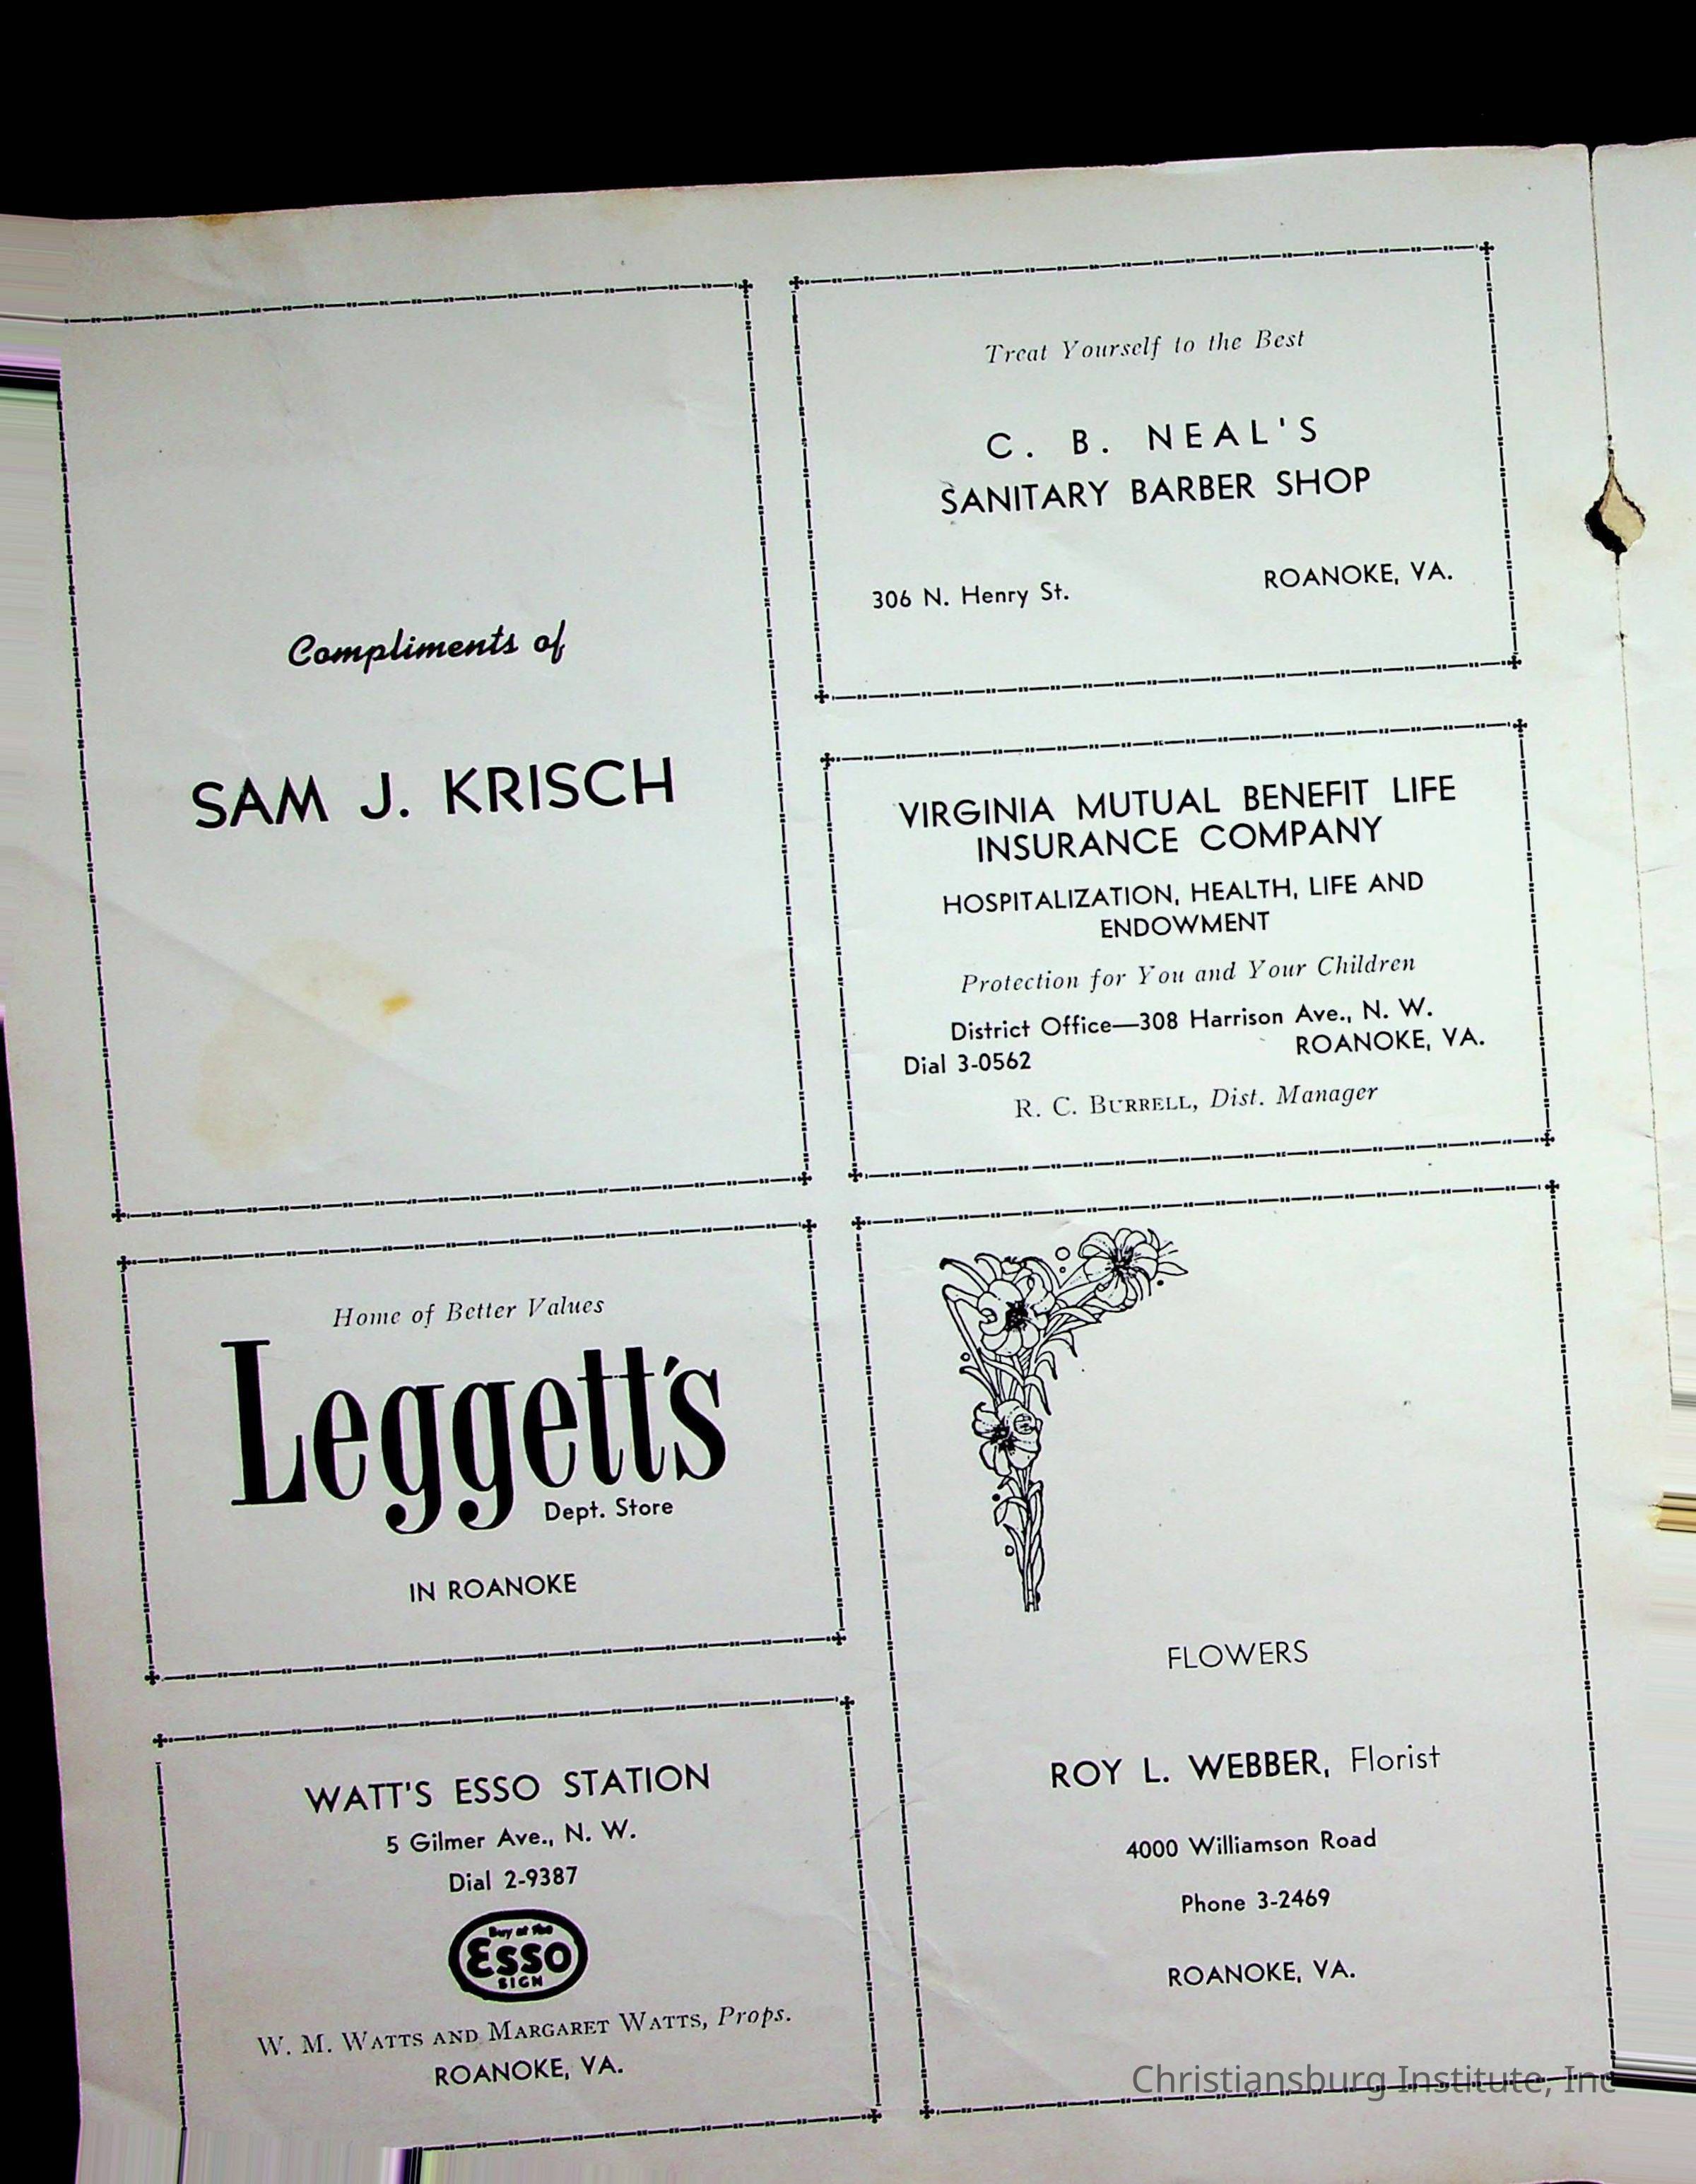 Compliments of
SAM J. KRISCH
Home of Better Values
Leggett's
Dept. Store
IN ROANOKE
WATT'S ESSO STATION
5 Gilmer Ave., N. W.
Dial 2-9387
Buy at the
Esso
SIGN
W. M. WATTS AND MARGARET WATTS, Props.
ROANOKE, VA.
Treat Yourself to the Best
C. B. NEAL'S
SANITARY BARBER SHOP
306 N. Henry St. ROANOKE, VA.
VIRGINIA MUTUAL BENEFIT LIFE
INSURANCE COMPANY
HOSPITALIZATION, HEALTH, LIFE AND
ENDOWMENT
Protection for You and Your Children
District Office—308 Harrison Ave., N. W.
Dial 3-0562 ROANOKE, VA.
R. C. BURRELL, Dist. Manager
FLOWERS
ROY L. WEBBER, Florist
4000 Williamson Road
Phone 3-2469
ROANOKE, VA.
Christiansburg Institute, Inc